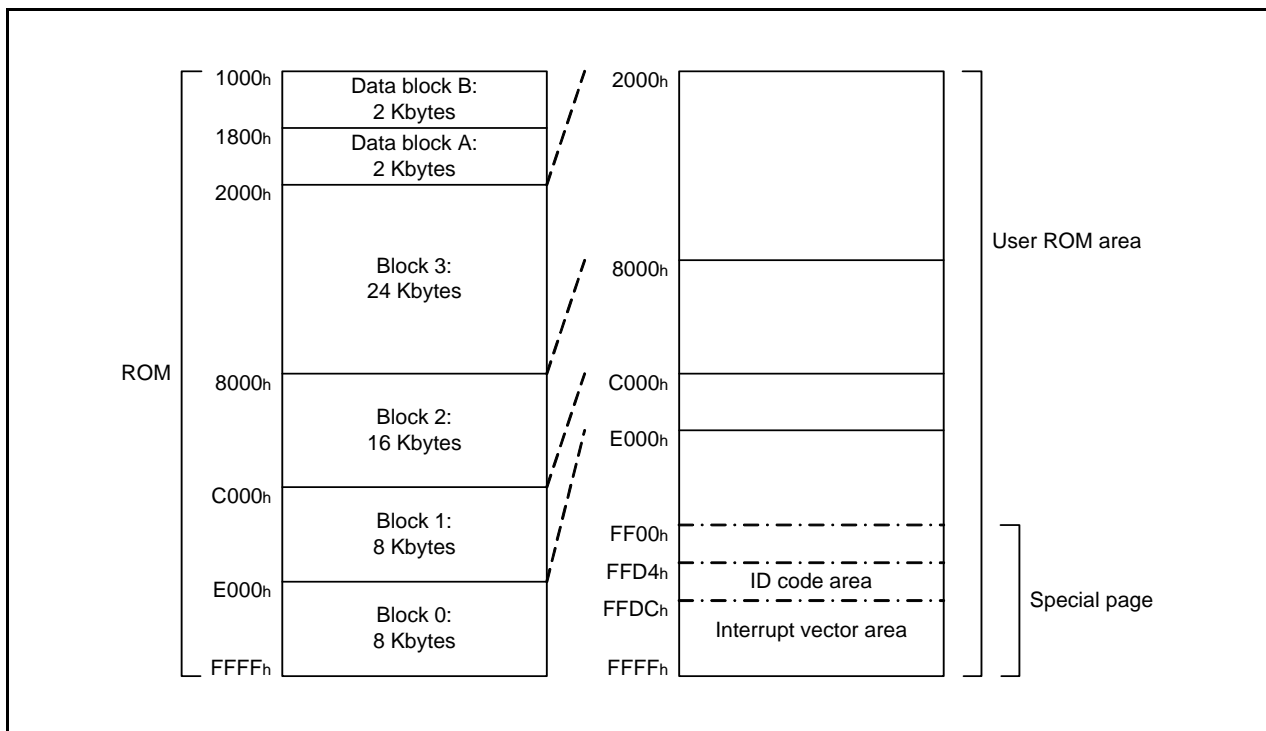 ROM
1000h
Data block B:
2 Kbytes
1800h
Data block A:
2 Kbytes
2000h
Block 3:
24 Kbytes
8000h
Block 2:
16 Kbytes
C000h
Block 1:
8 Kbytes
E000h
Block 0:
8 Kbytes
FFFFh
2000h
8000h
C000h
E000h
FF00h
FFD4h
ID code area
FFDCh
Interrupt vector area
FFFFh
User ROM area
Special page